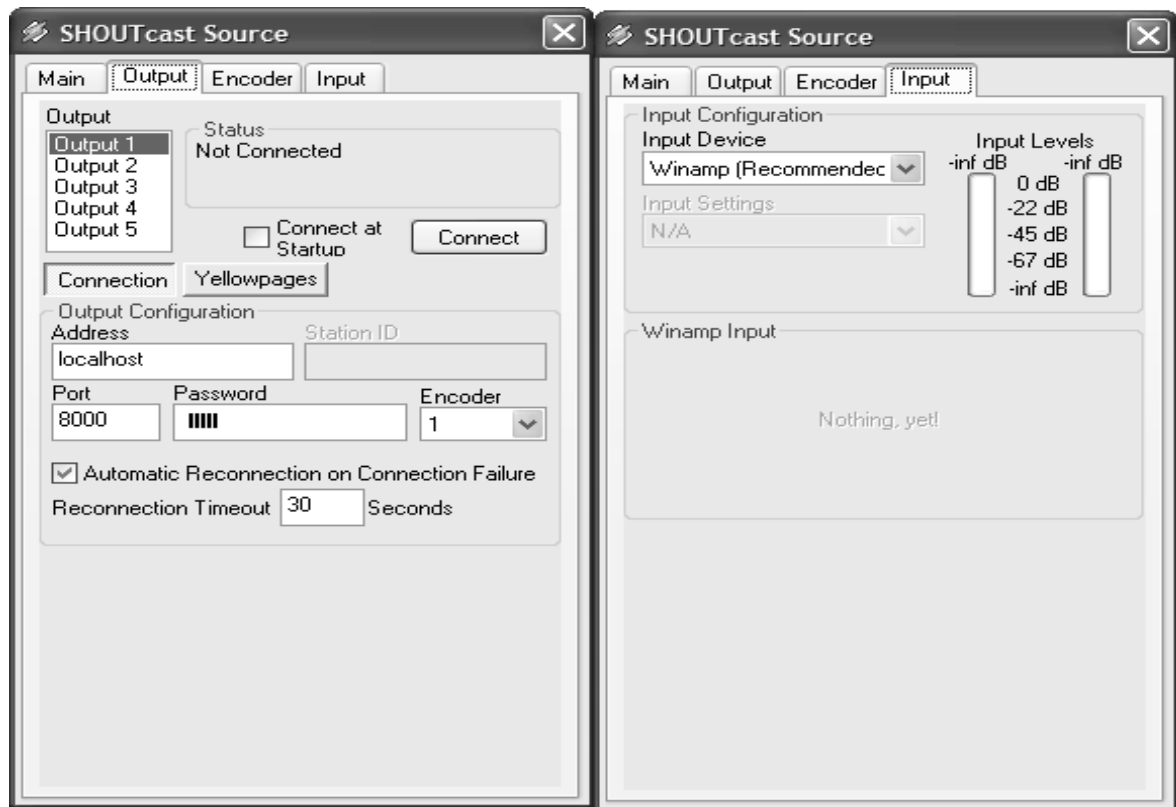 SHOUTcast Source
Main Output Encoder Input
Output
Output 1
Output 2
Output 3
Output 4
Output 5
Status
Not Connected
Connect at
Startup
Connect
Connection Yellowpages
Output Configuration
Address Station ID
localhost
Port Password Encoder
8000 1
Automatic Reconnection on Connection Failure
Reconnection Timeout 30 Seconds
SHOUTcast Source
Main Output Encoder Input
Input Configuration
Input Device
Winamp (Recommendec
Input Settings
N/A
Input Levels
-inf dB -inf dB
0 dB
-22 dB
-45 dB
-67 dB
-inf dB
Winamp Input
Nothing, yet!